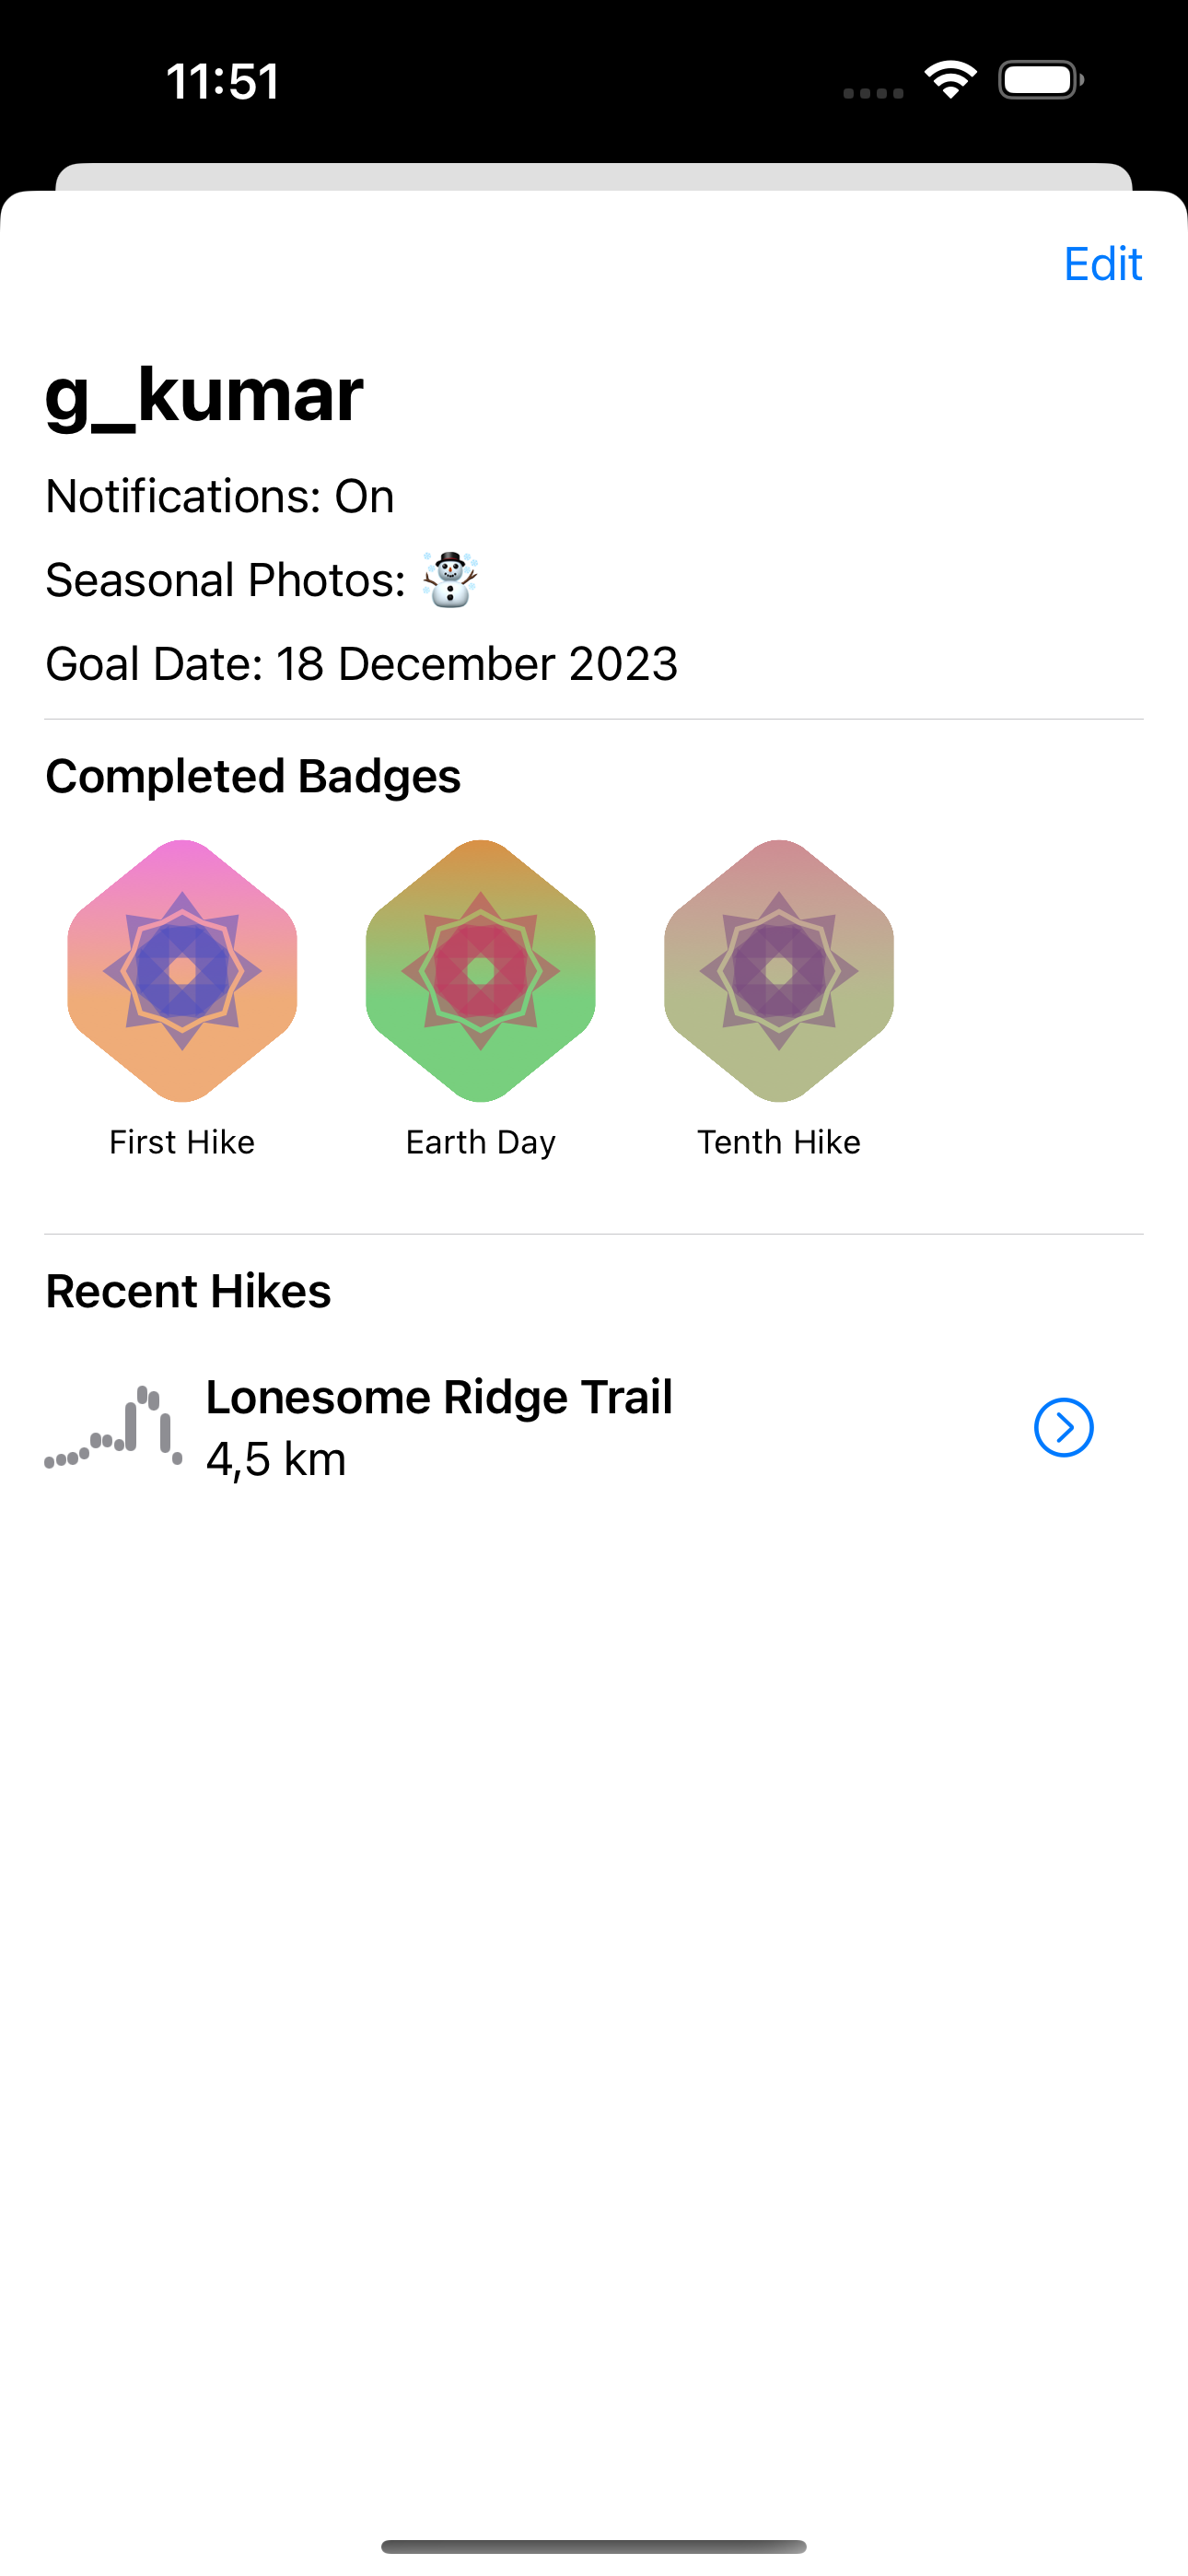 11:51
Edit
g_kumar
Notifications: On
Seasonal Photos: ☃️
Goal Date: 18 December 2023
Completed Badges
First Hike
Earth Day
Tenth Hike
Recent Hikes
Lonesome Ridge Trail
4,5 km